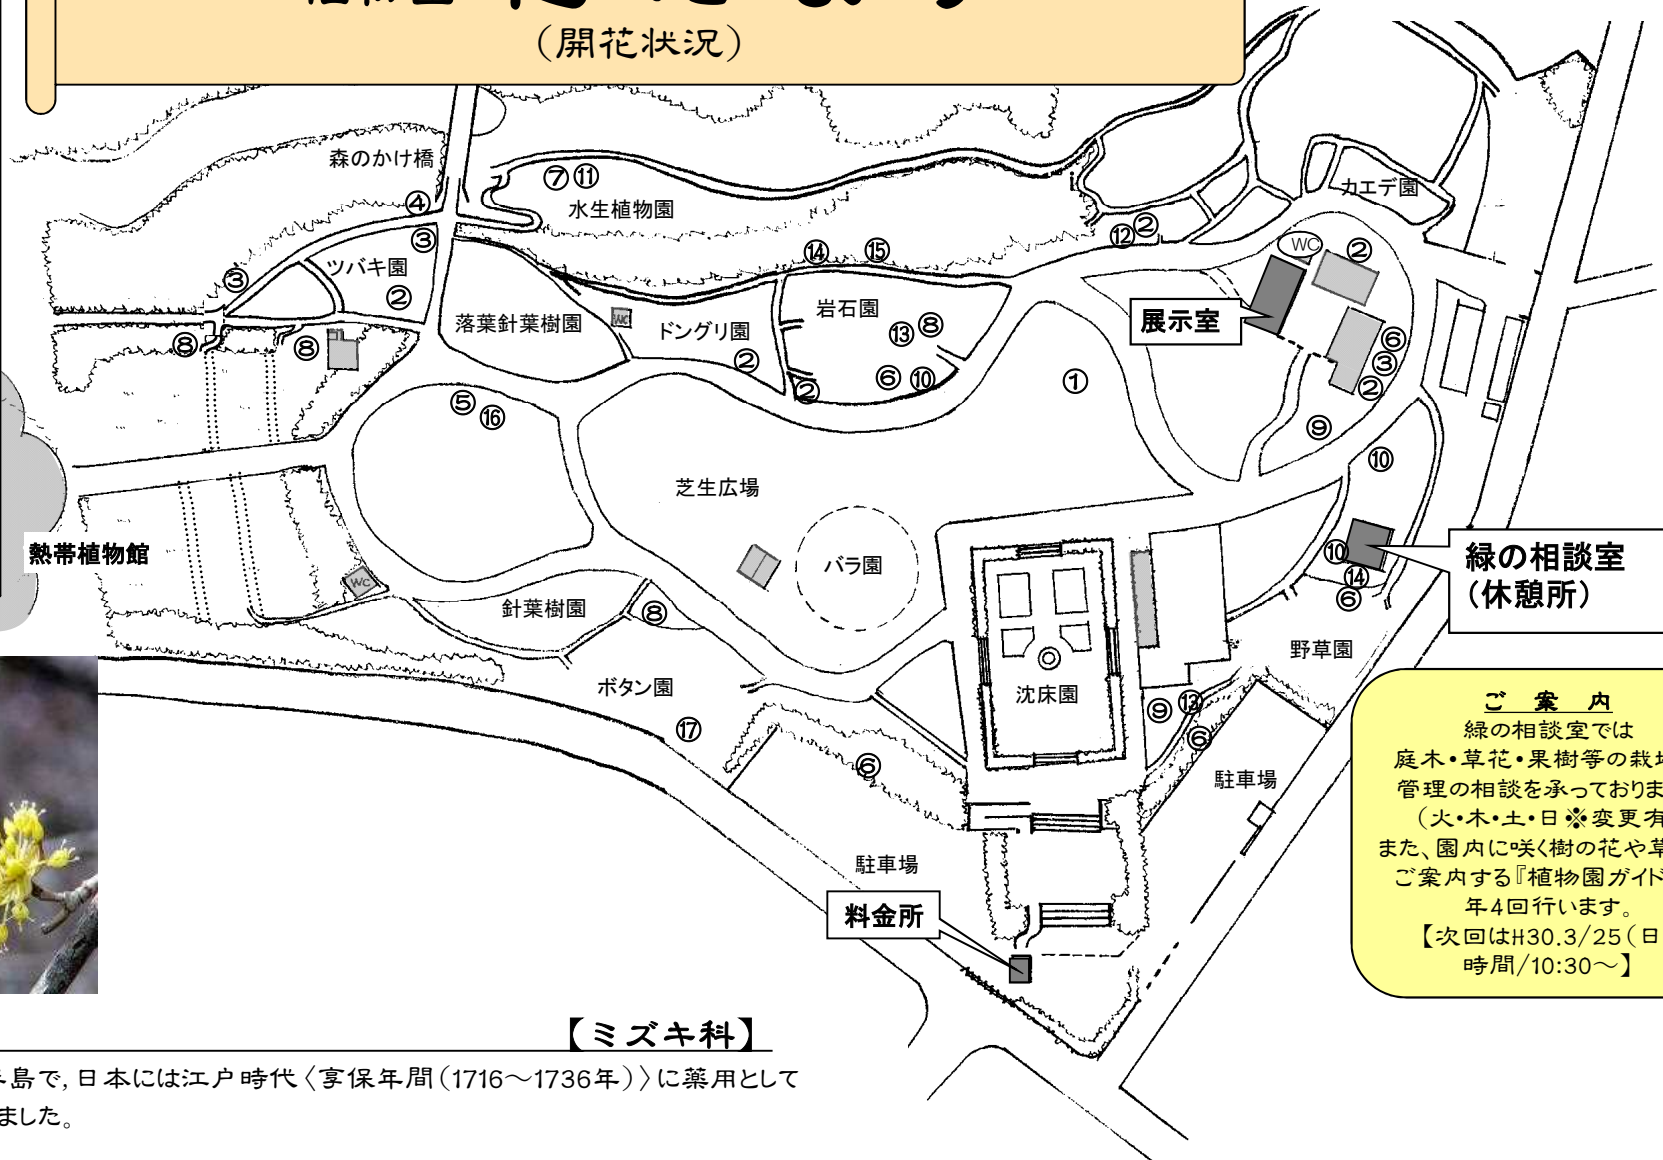 (開花状況)
森のかけ橋
⑦ ⑪
水生植物園
カエデ園
④
③
⑫ ②
WC
②
⑭ ⑮
③
ツバキ園
②
岩石園
展示室
落葉針葉樹園
WC
ドングリ園
⑬ ⑧
⑥
⑧
⑧
②
③
⑥ ⑩
①
②
②
⑤ ⑯
⑨
⑩
芝生広場
熱帯植物館
バラ園
緑の相談室
(休憩所)
⑩
WC
⑭
針葉樹園
⑧
⑥
野草園
ボタン園
沈床園
⑨ ⑬
⑰
⑥
⑥
駐車場
駐車場
料金所
ご 案 内
緑の相談室では
庭木・草花・果樹等の栽
管理の相談を承っておりま
(火・木・土・日※変更有
また、園内に咲く樹の花や草
ご案内する『植物園ガイド
年4回行います。
【次回はH30.3/25(日
時間/10:30～】
【ミズキ科】
島で,日本には江戸時代〈享保年間(1716～1736年)〉に薬用として
ました。